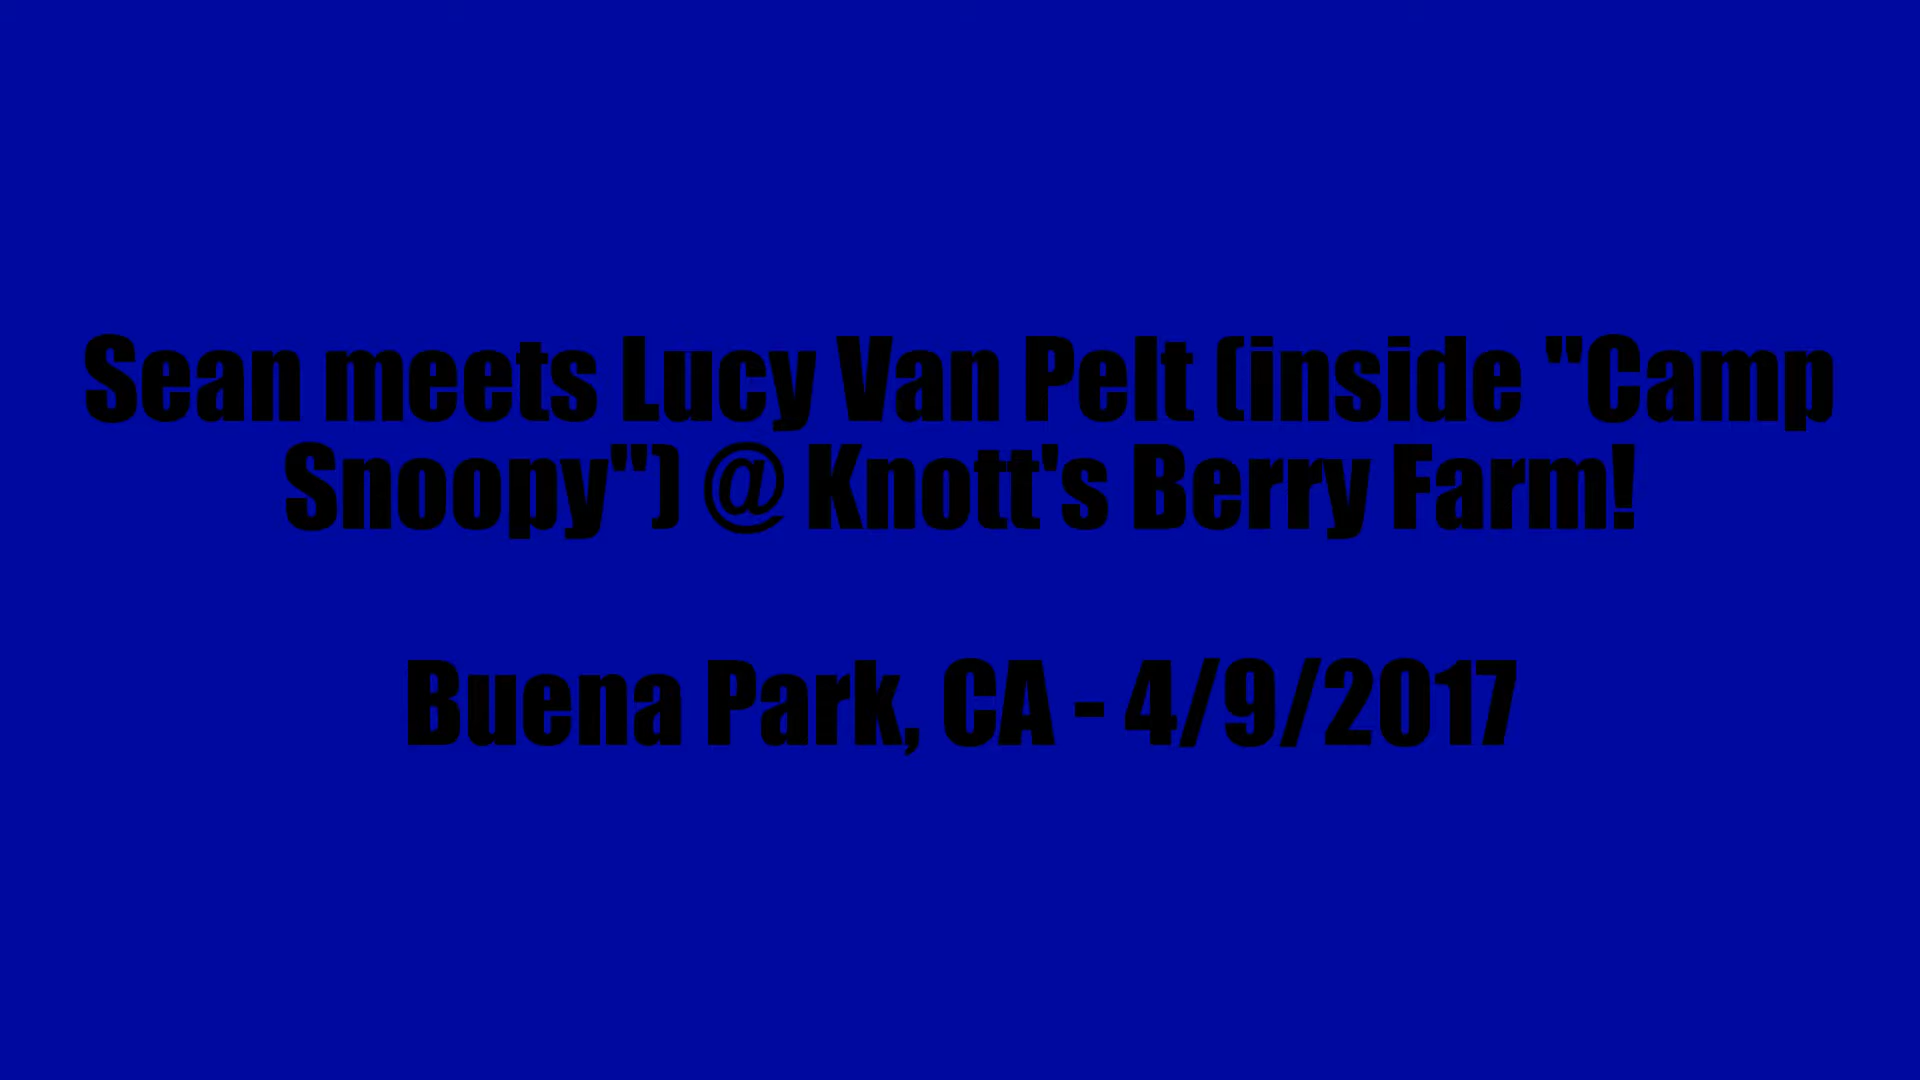 Sean meets Lucy Van Pelt (inside "Camp
Snoopy") @ Knott's Berry Farm!
Buena Park, CA - 4/9/2017